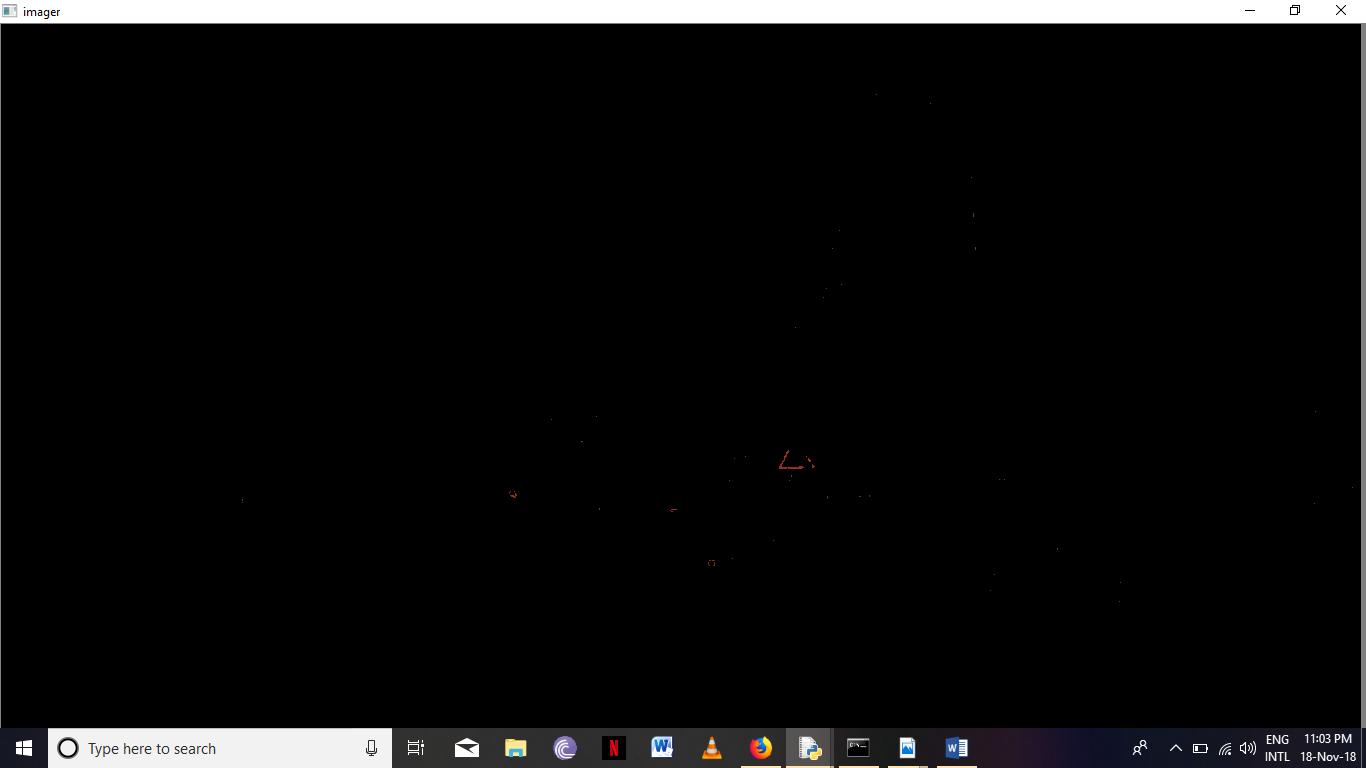 imager
Type here to search
N
W
W
ENG
INTL
11:03 PM
18-Nov-18